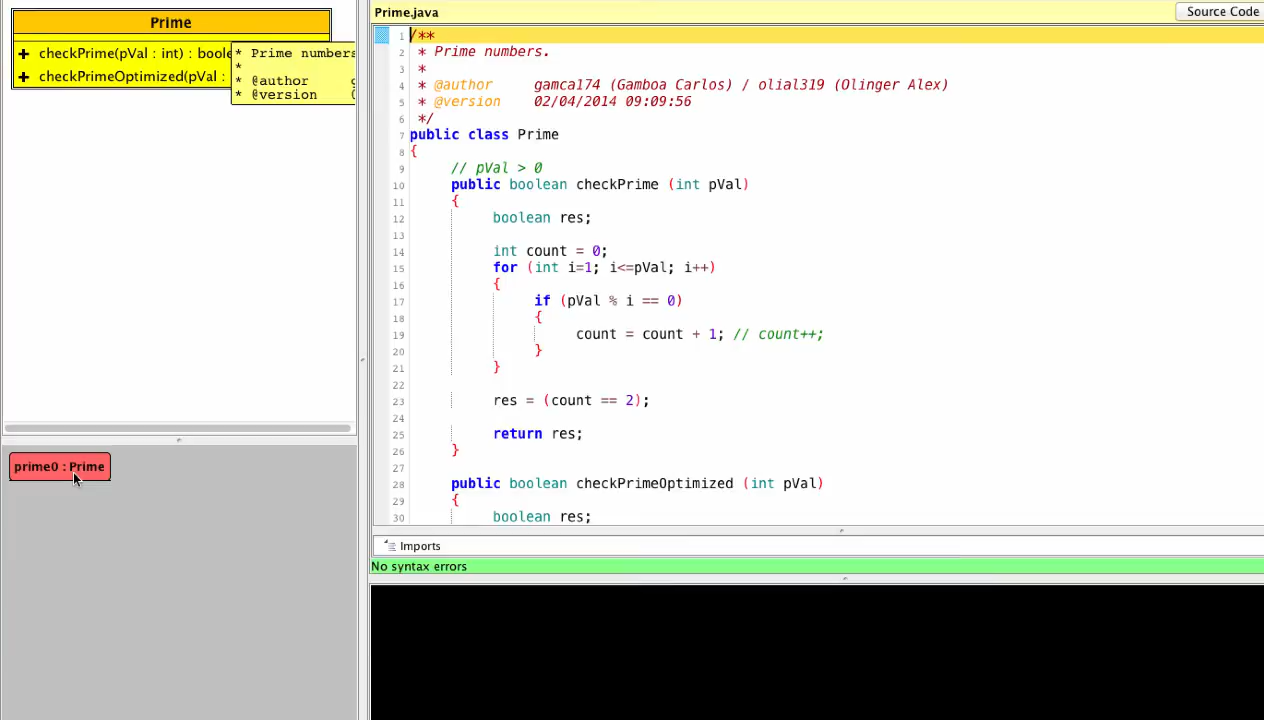 Prime
+ checkPrime(pVal : int) : boole
+ checkPrimeOptimized(pVal :
* Prime numbers
*
* @author
* @version
prime0 : Prime
Prime.java
Source Code
1 /**
2 * Prime numbers.
3 *
4 * @author gamca174 (Gamboa Carlos) / olial319 (Olinger Alex)
5 * @version 02/04/2014 09:09:56
6 */
7 public class Prime
8 {
9 // pVal > 0
10 public boolean checkPrime (int pVal)
11 {
12 boolean res;
13
14 int count = 0;
15 for (int i=1; i<=pVal; i++)
16 {
17 if (pVal % i == 0)
18 {
19 count = count + 1; // count++;
20 }
21 }
22
23 res = (count == 2);
24
25 return res;
26 }
27
28 public boolean checkPrimeOptimized (int pVal)
29 {
30 boolean res;
Imports
No syntax errors